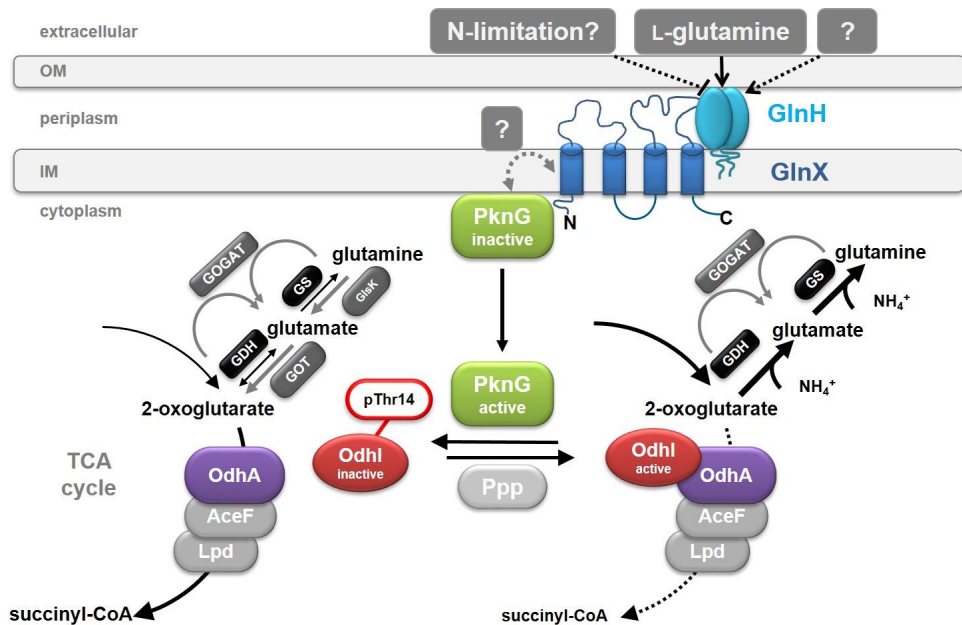 extracellular
N-limitation?
L-glutamine
?
OM
periplasm
GlnH
?
IM
GlnX
cytoplasm
PknG
inactive
N
C
GOGAT
glutamine
GS
GlsK
glutamate
GDH
GOT
2-oxoglutarate
GOGAT
glutamine
GS
NH₄⁺
glutamate
GDH
NH₄⁺
2-oxoglutarate
PknG
active
pThr14
OdhI
inactive
Ppp
OdhI
active
TCA
cycle
OdhA
AceF
Lpd
succinyl-CoA
OdhA
AceF
Lpd
succinyl-CoA